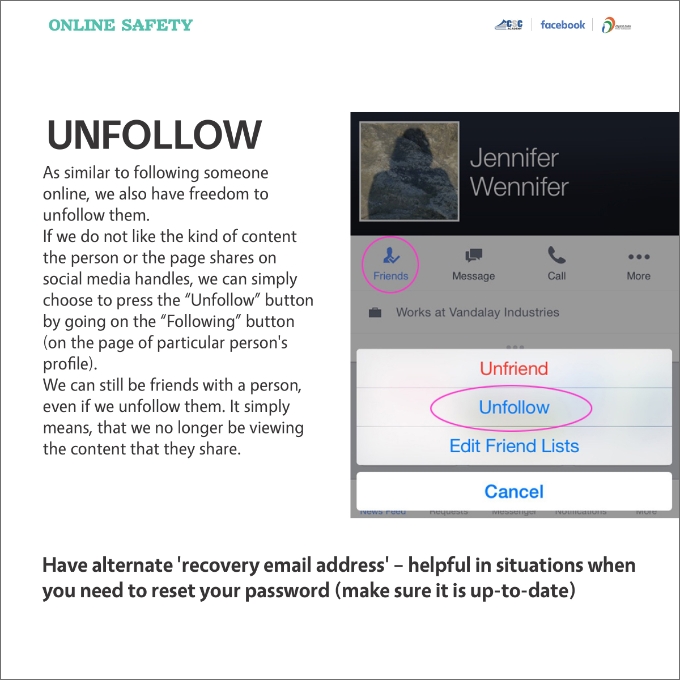 ONLINE SAFETY
CSC
ACADEMY
facebook
UNFOLLOW
As similar to following someone
online, we also have freedom to
unfollow them.
If we do not like the kind of content
the person or the page shares on
social media handles, we can simply
choose to press the “Unfollow” button
by going on the “Following” button
(on the page of particular person's
profile).
We can still be friends with a person,
even if we unfollow them. It simply
means, that we no longer be viewing
the content that they share.
Jennifer
Wennifer
Friends Message Call More
Works at Vandalay Industries
Unfriend
Unfollow
Edit Friend Lists
Cancel
News Feed Requests Messenger Notifications More
Have alternate 'recovery email address' – helpful in situations when
you need to reset your password (make sure it is up-to-date)